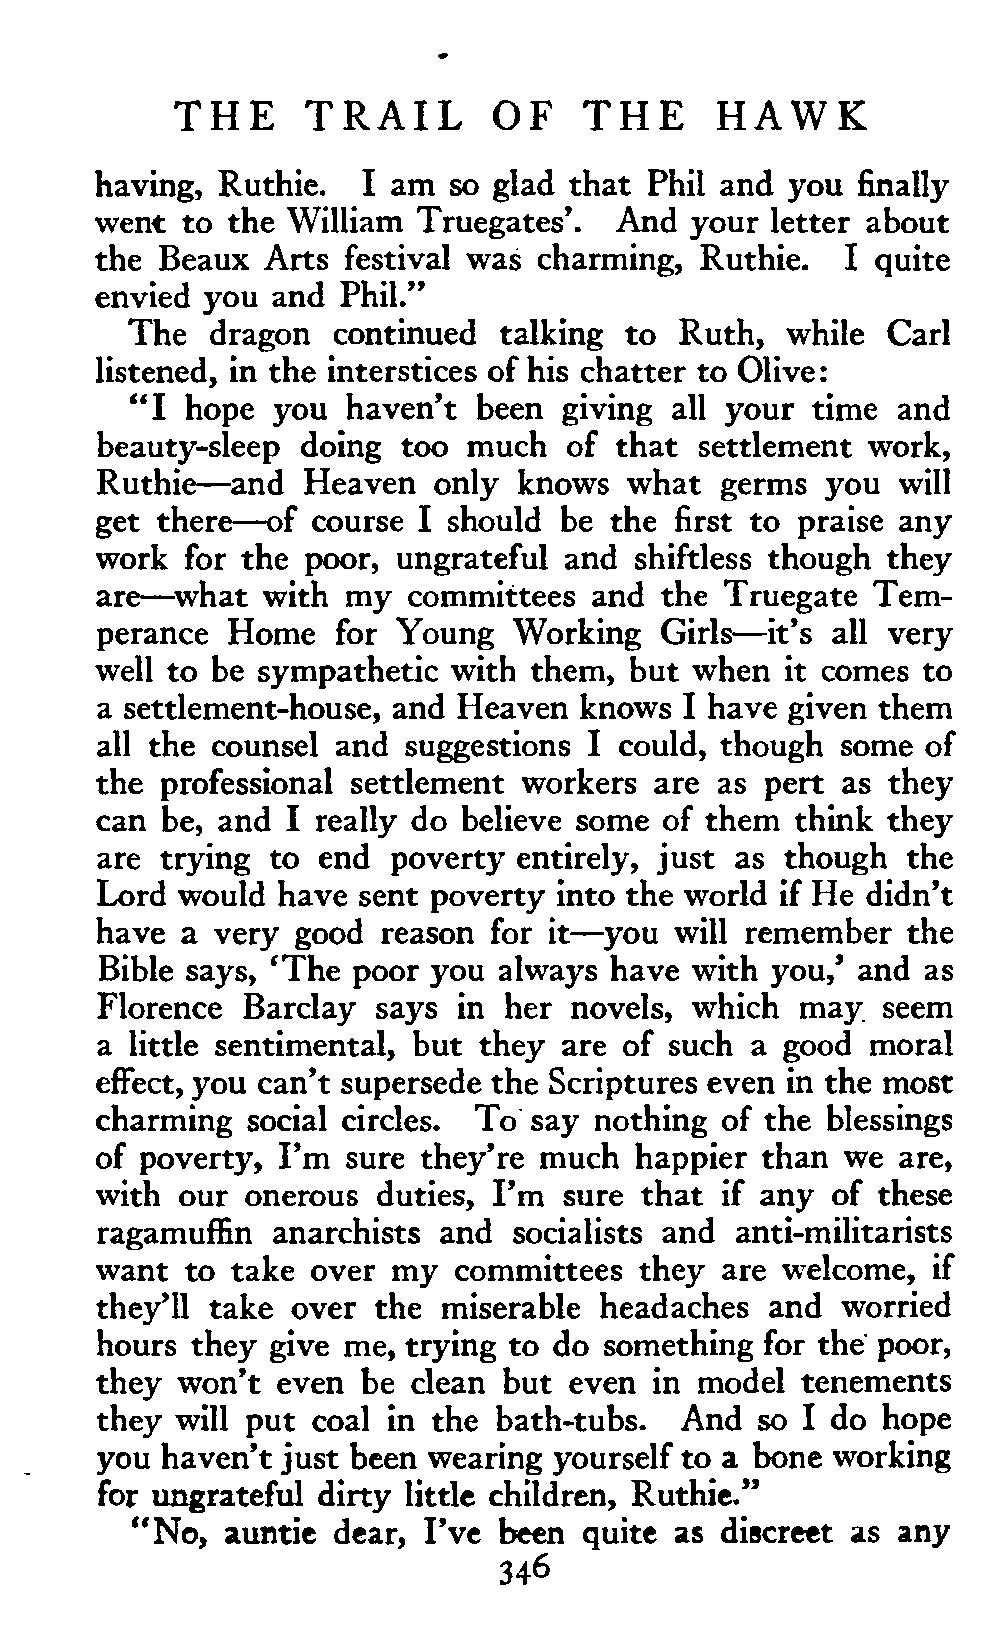 THE TRAIL OF THE HAWK
having, Ruthie. I am so glad that Phil and you finally
went to the William Truegates'. And your letter about
the Beaux Arts festival was charming, Ruthie. I quite
envied you and Phil."
The dragon continued talking to Ruth, while Carl
listened, in the interstices of his chatter to Olive:
"I hope you haven't been giving all your time and
beauty-sleep doing too much of that settlement work,
Ruthie—and Heaven only knows what germs you will
get there—of course I should be the first to praise any
work for the poor, ungrateful and shiftless though they
are—what with my committees and the Truegate Tem-
perance Home for Young Working Girls—it's all very
well to be sympathetic with them, but when it comes to
a settlement-house, and Heaven knows I have given them
all the counsel and suggestions I could, though some of
the professional settlement workers are as pert as they
can be, and I really do believe some of them think they
are trying to end poverty entirely, just as though the
Lord would have sent poverty into the world if He didn't
have a very good reason for it—you will remember the
Bible says, 'The poor you always have with you,' and as
Florence Barclay says in her novels, which may seem
a little sentimental, but they are of such a good moral
effect, you can't supersede the Scriptures even in the most
charming social circles. To say nothing of the blessings
of poverty, I'm sure they're much happier than we are,
with our onerous duties, I'm sure that if any of these
ragamuffin anarchists and socialists and anti-militarists
want to take over my committees they are welcome, if
they'll take over the miserable headaches and worried
hours they give me, trying to do something for the poor,
they won't even be clean but even in model tenements
they will put coal in the bath-tubs. And so I do hope
you haven't just been wearing yourself to a bone working
for ungrateful dirty little children, Ruthie."
"No, auntie dear, I've been quite as discreet as any
346